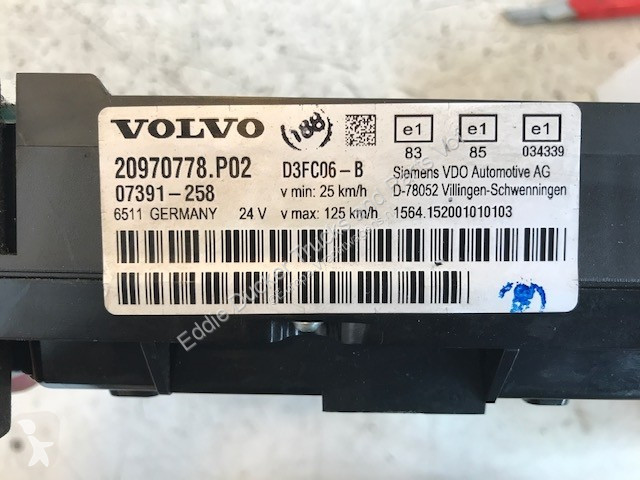 VOLVO
(188)
e1
e1
e1
83
85
034339
20970778.P02
D3FC06-B
Siemens VDO Automotive AG
07391-258
v min: 25 km/h
D-78052 Villingen-Schwenningen
6511 GERMANY
24 V
v max: 125 km/h
1564.152001010103